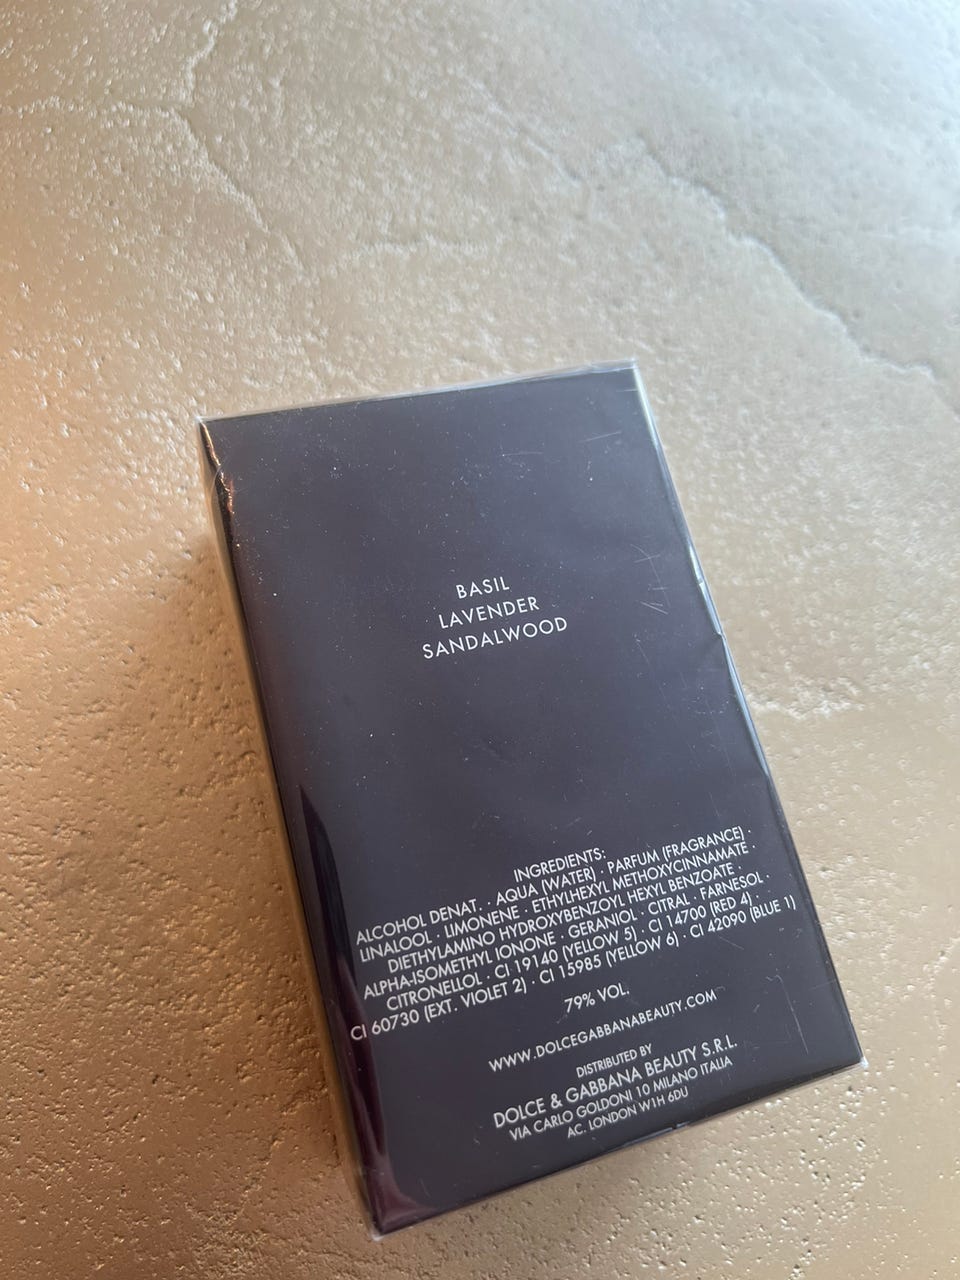 BASIL
LAVENDER
SANDALWOOD
INGREDIENTS:
ALCOHOL DENAT. · AQUA (WATER) · PARFUM (FRAGRANCE) ·
LINALOOL · LIMONENE · ETHYLHEXYL METHOXYCINNAMATE ·
DIETHYLAMINO HYDROXYBENZOYL HEXYL BENZOATE ·
ALPHA-ISOMETHYL IONONE · GERANIOL · CITRAL · FARNESOL ·
CITRONELLOL · CI 19140 (YELLOW 5) · CI 14700 (RED 4) ·
CI 60730 (EXT. VIOLET 2) · CI 15985 (YELLOW 6) · CI 42090 (BLUE 1)
79% VOL.
WWW.DOLCEGABBANABEAUTY.COM
DISTRIBUTED BY
DOLCE & GABBANA BEAUTY S.R.L.
VIA CARLO GOLDONI 10 MILANO ITALIA
AC. LONDON W1H 6DU